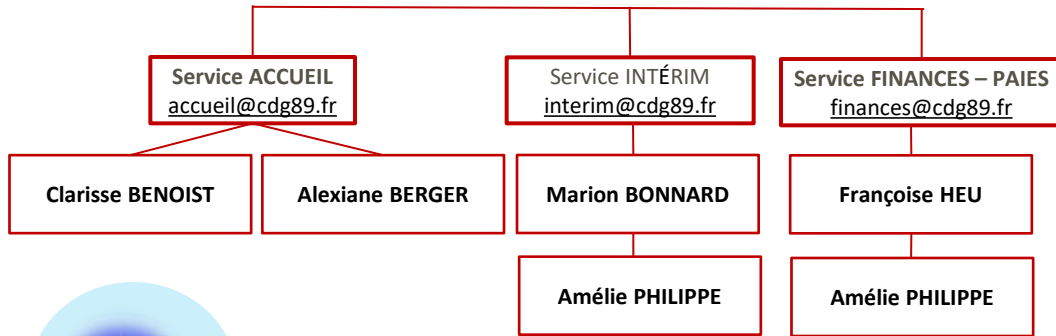 Service ACCUEIL
accueil@cdg89.fr
Service INTÉRIM
interim@cdg89.fr
Service FINANCES – PAIES
finances@cdg89.fr
Clarisse BENOIST
Alexiane BERGER
Marion BONNARD
Françoise HEU
Amélie PHILIPPE
Amélie PHILIPPE